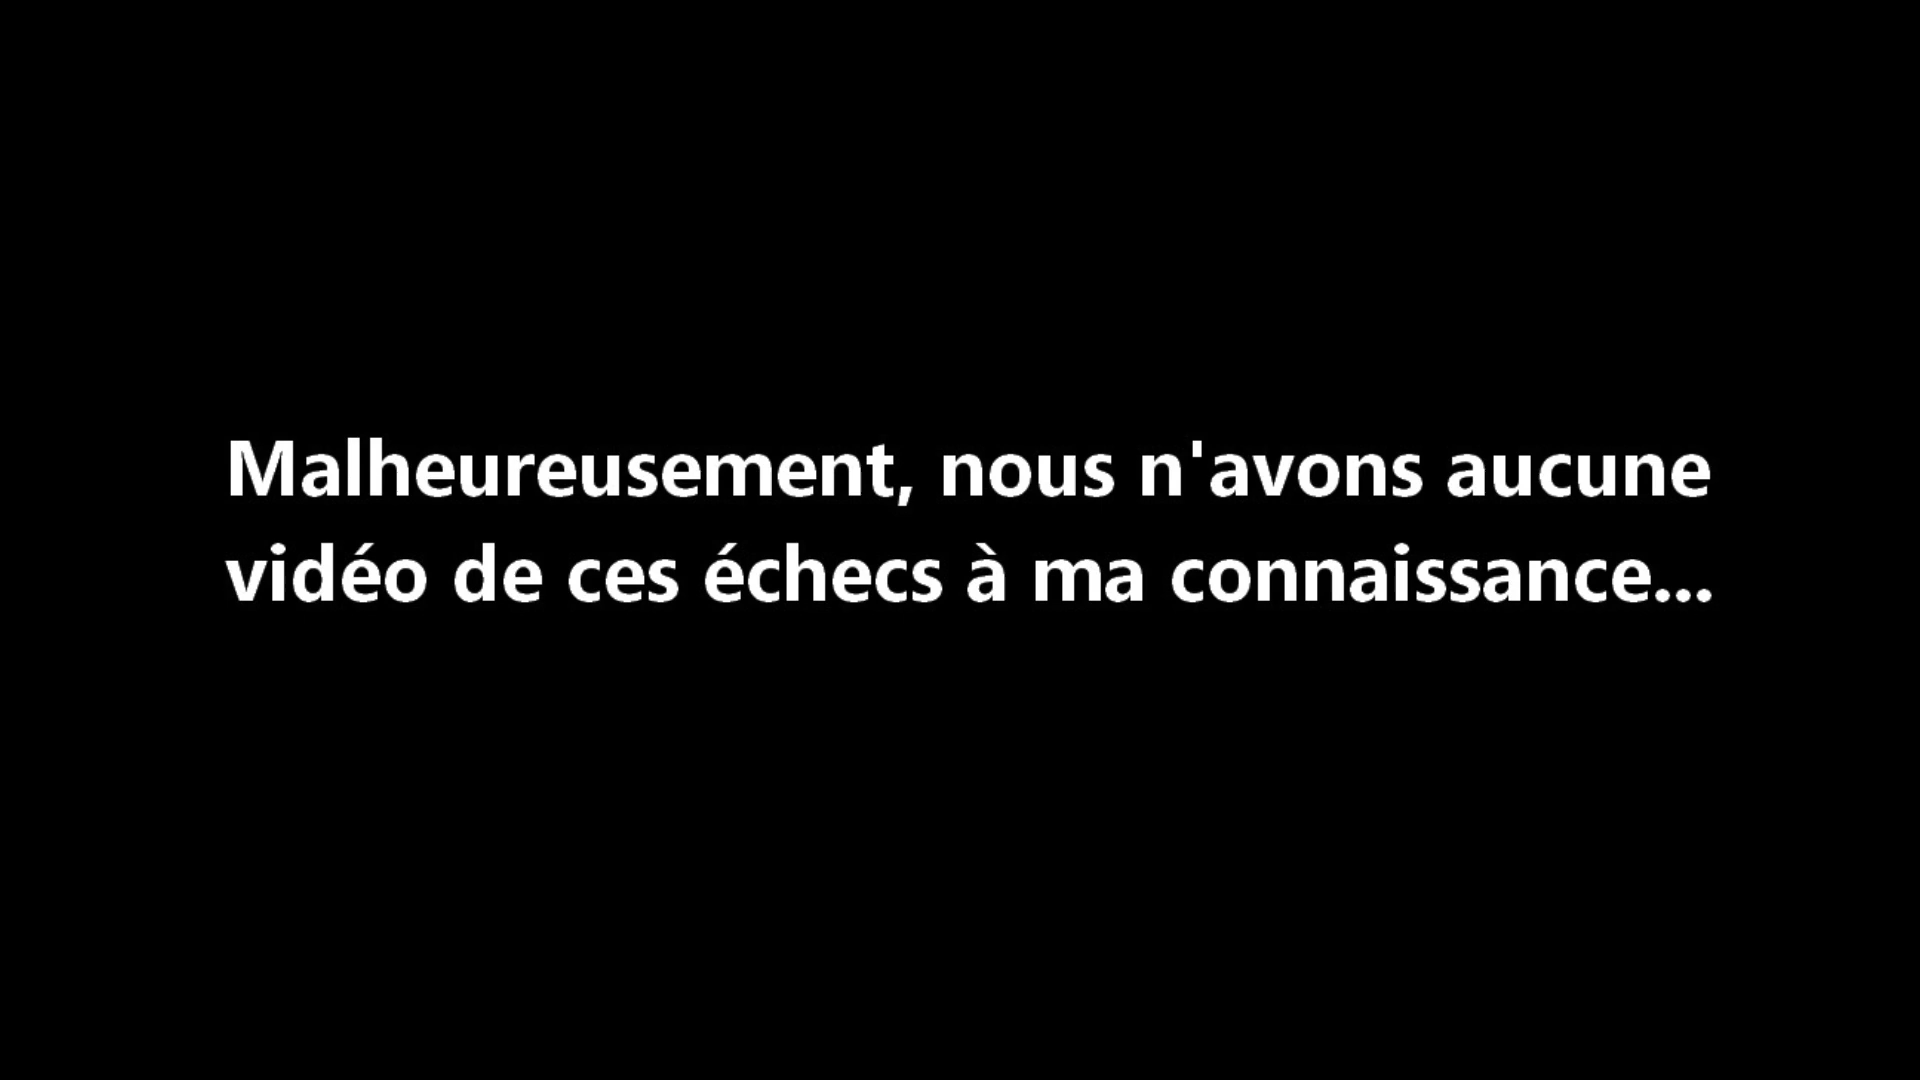 Malheureusement, nous n'avons aucune
vidéo de ces échecs à ma connaissance...